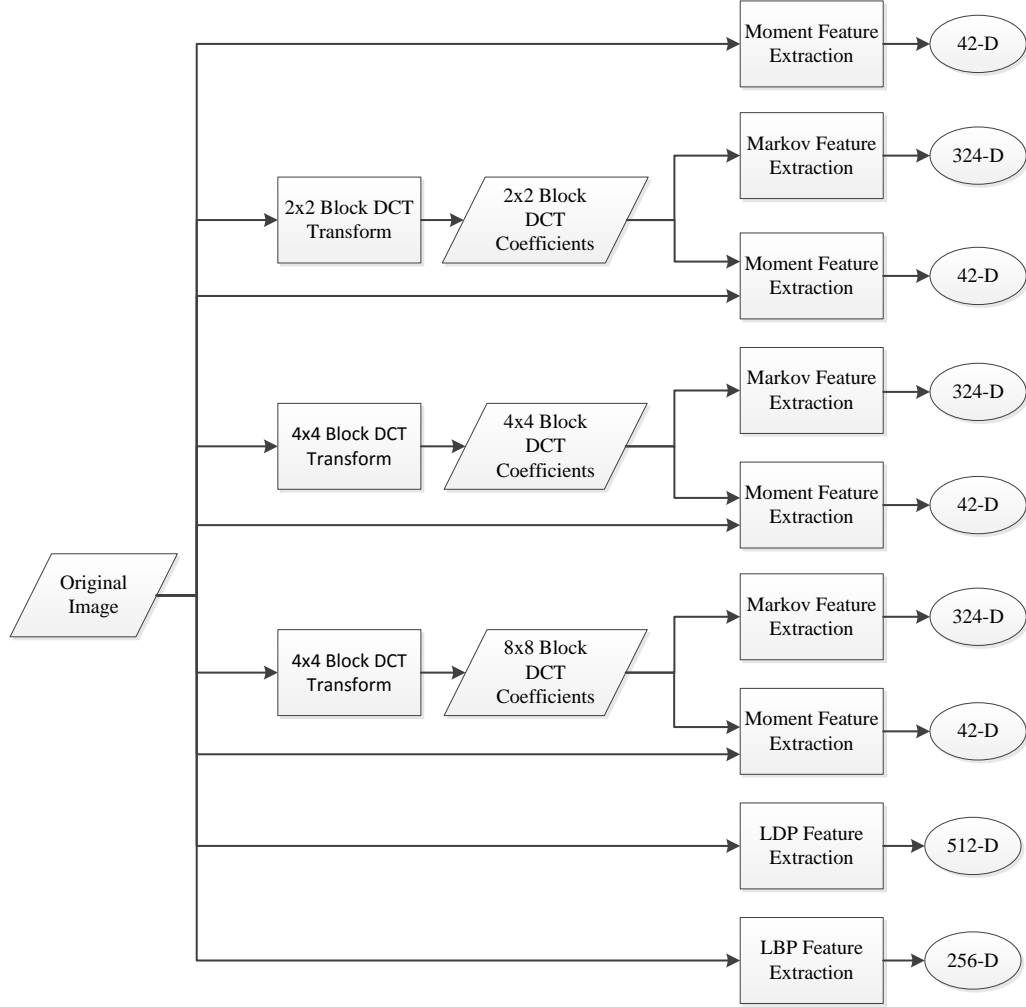 Moment Feature
Extraction
42-D
Markov Feature
Extraction
324-D
2x2 Block DCT
Transform
2x2 Block
DCT
Coefficients
Moment Feature
Extraction
42-D
Markov Feature
Extraction
324-D
4x4 Block DCT
Transform
4x4 Block
DCT
Coefficients
Moment Feature
Extraction
42-D
Original
Image
Markov Feature
Extraction
324-D
4x4 Block DCT
Transform
8x8 Block
DCT
Coefficients
Moment Feature
Extraction
42-D
LDP Feature
Extraction
512-D
LBP Feature
Extraction
256-D